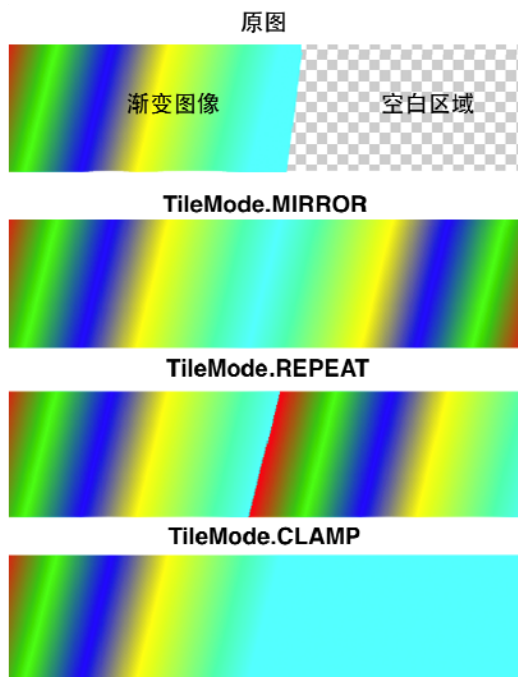 原图
渐变图像 空白区域
TileMode.MIRROR
TileMode.REPEAT
TileMode.CLAMP